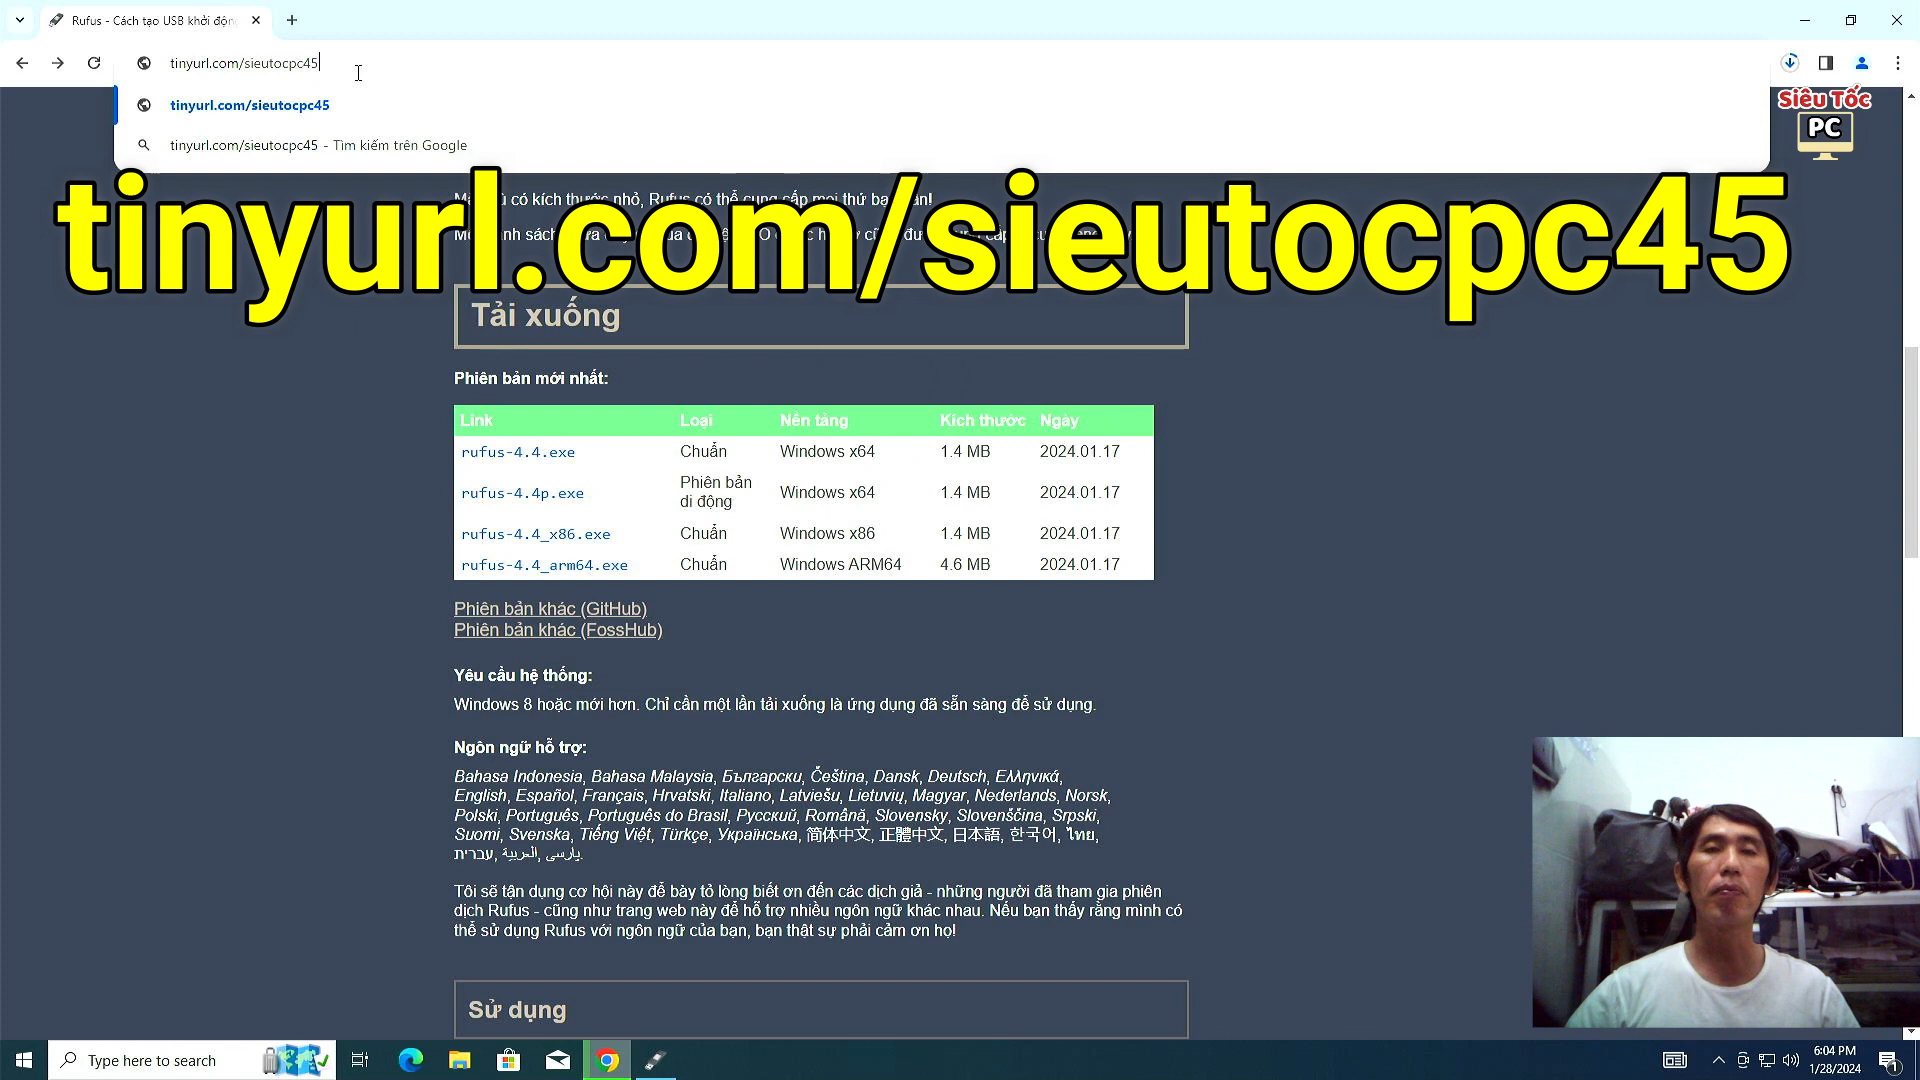 Rufus - Cách tạo USB khởi độn
tinyurl.com/sieutocpc45
tinyurl.com/sieutocpc45
tinyurl.com/sieutocpc45 - Tìm kiếm trên Google
Siêu Tốc
PC
có kích thước nhỏ, Rufus có thể cung cấp mọi thứ
tinyurl.com/sieutocpc45
Tải xuống
Phiên bản mới nhất:
Link Loại Nền tảng Kích thước Ngày
rufus-4.4.exe Chuẩn Windows x64 1.4 MB 2024.01.17
rufus-4.4p.exe Phiên bản di động Windows x64 1.4 MB 2024.01.17
rufus-4.4_x86.exe Chuẩn Windows x86 1.4 MB 2024.01.17
rufus-4.4_arm64.exe Chuẩn Windows ARM64 4.6 MB 2024.01.17
Phiên bản khác (GitHub)
Phiên bản khác (FossHub)
Yêu cầu hệ thống:
Windows 8 hoặc mới hơn. Chỉ cần một lần tải xuống là ứng dụng đã sẵn sàng để sử dụng.
Ngôn ngữ hỗ trợ:
Bahasa Indonesia, Bahasa Malaysia, Български, Čeština, Dansk, Deutsch, Ελληνικά,
English, Español, Français, Hrvatski, Italiano, Latviešu, Lietuvių, Magyar, Nederlands, Norsk,
Polski, Português, Português do Brasil, Русский, Română, Slovensky, Slovenščina, Srpski,
Suomi, Svenska, Tiếng Việt, Türkçe, Українська, 简体中文, 正體中文, 日本語, 한국어, ไทย,
עברית, العربية, پارسی.
Tôi sẽ tận dụng cơ hội này để bày tỏ lòng biết ơn đến các dịch giả - những người đã tham gia phiên
dịch Rufus - cũng như trang web này để hỗ trợ nhiều ngôn ngữ khác nhau. Nếu bạn thấy rằng mình có
thể sử dụng Rufus với ngôn ngữ của bạn, bạn thật sự phải cảm ơn họ!
Sử dụng
Type here to search
6:04 PM
1/28/2024
1